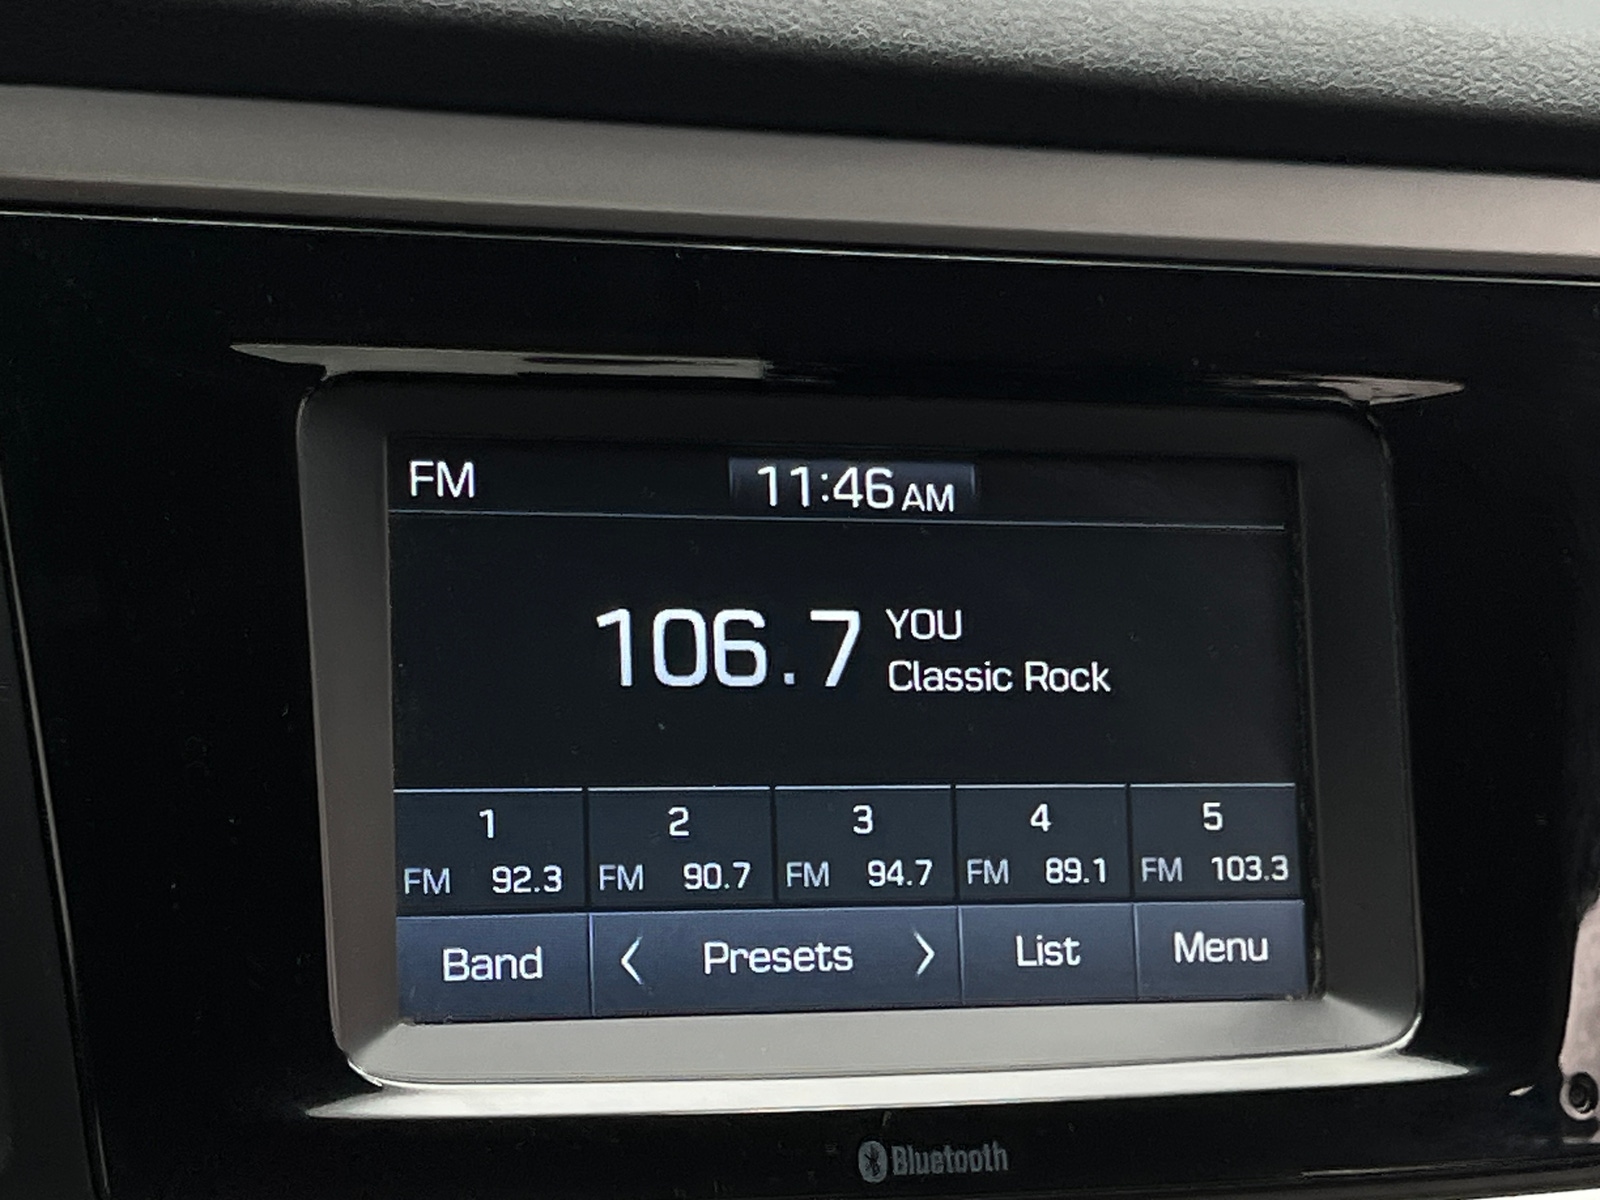 FM 11:46 AM
106.7 YOU
Classic Rock
1 2 3 4 5
FM 92.3 FM 90.7 FM 94.7 FM 89.1 FM 103.3
Band < Presets > List Menu
Bluetooth